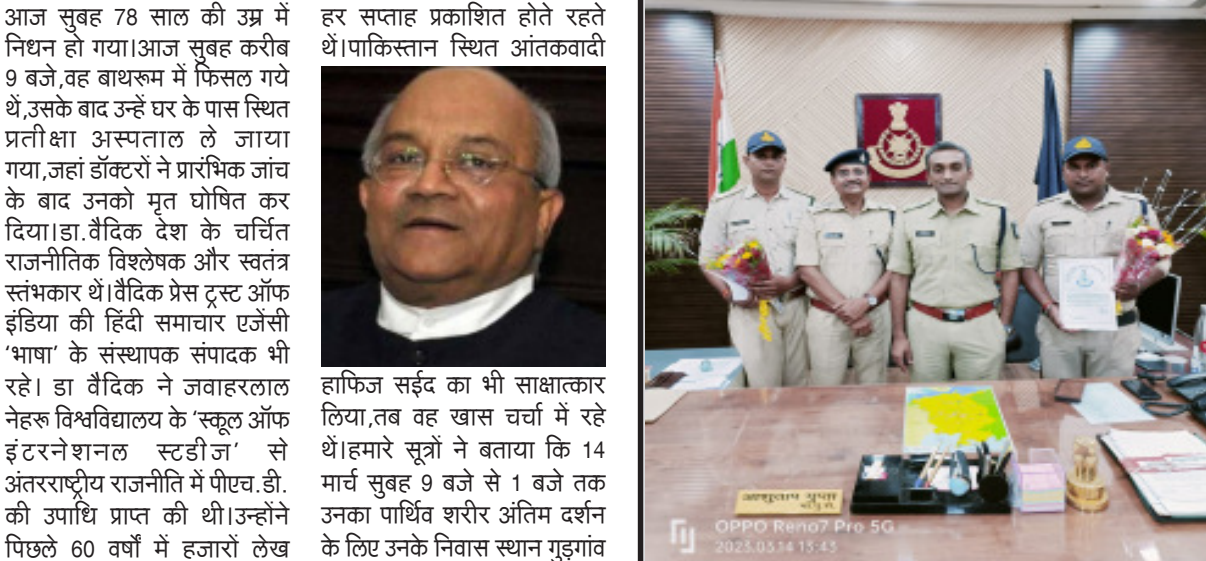 आज सुबह 78 साल की उम्र में
निधन हो गया।आज सुबह करीब
9 बजे,वह बाथरूम में फिसल गये
थें,उसके बाद उन्हें घर के पास स्थित
प्रतीक्षा अस्पताल ले जाया
गया,जहां डॉक्टरों ने प्रारंभिक जांच
के बाद उनको मृत घोषित कर
दिया।डा.वैदिक देश के चर्चित
राजनीतिक विश्लेषक और स्वतंत्र
स्तंभकार थें।वैदिक प्रेस ट्रस्ट ऑफ
इंडिया की हिंदी समाचार एजेंसी
‘भाषा’ के संस्थापक संपादक भी
रहे। डा वैदिक ने जवाहरलाल
नेहरू विश्वविद्यालय के ‘स्कूल ऑफ
इंटरनेशनल स्टडीज’ से
अंतरराष्ट्रीय राजनीति में पीएच.डी.
की उपाधि प्राप्त की थी।उन्होंने
पिछले 60 वर्षों में हजारों लेख
हर सप्ताह प्रकाशित होते रहते
थें।पाकिस्तान स्थित आंतकवादी
हाफिज सईद का भी साक्षात्कार
लिया,तब वह खास चर्चा में रहे
थें।हमारे सूत्रों ने बताया कि 14
मार्च सुबह 9 बजे से 1 बजे तक
उनका पार्थिव शरीर अंतिम दर्शन
के लिए उनके निवास स्थान गुड़गांव
आशुतोष गुप्ता
OPPO Reno7 Pro 5G
2023.03.14 13:43